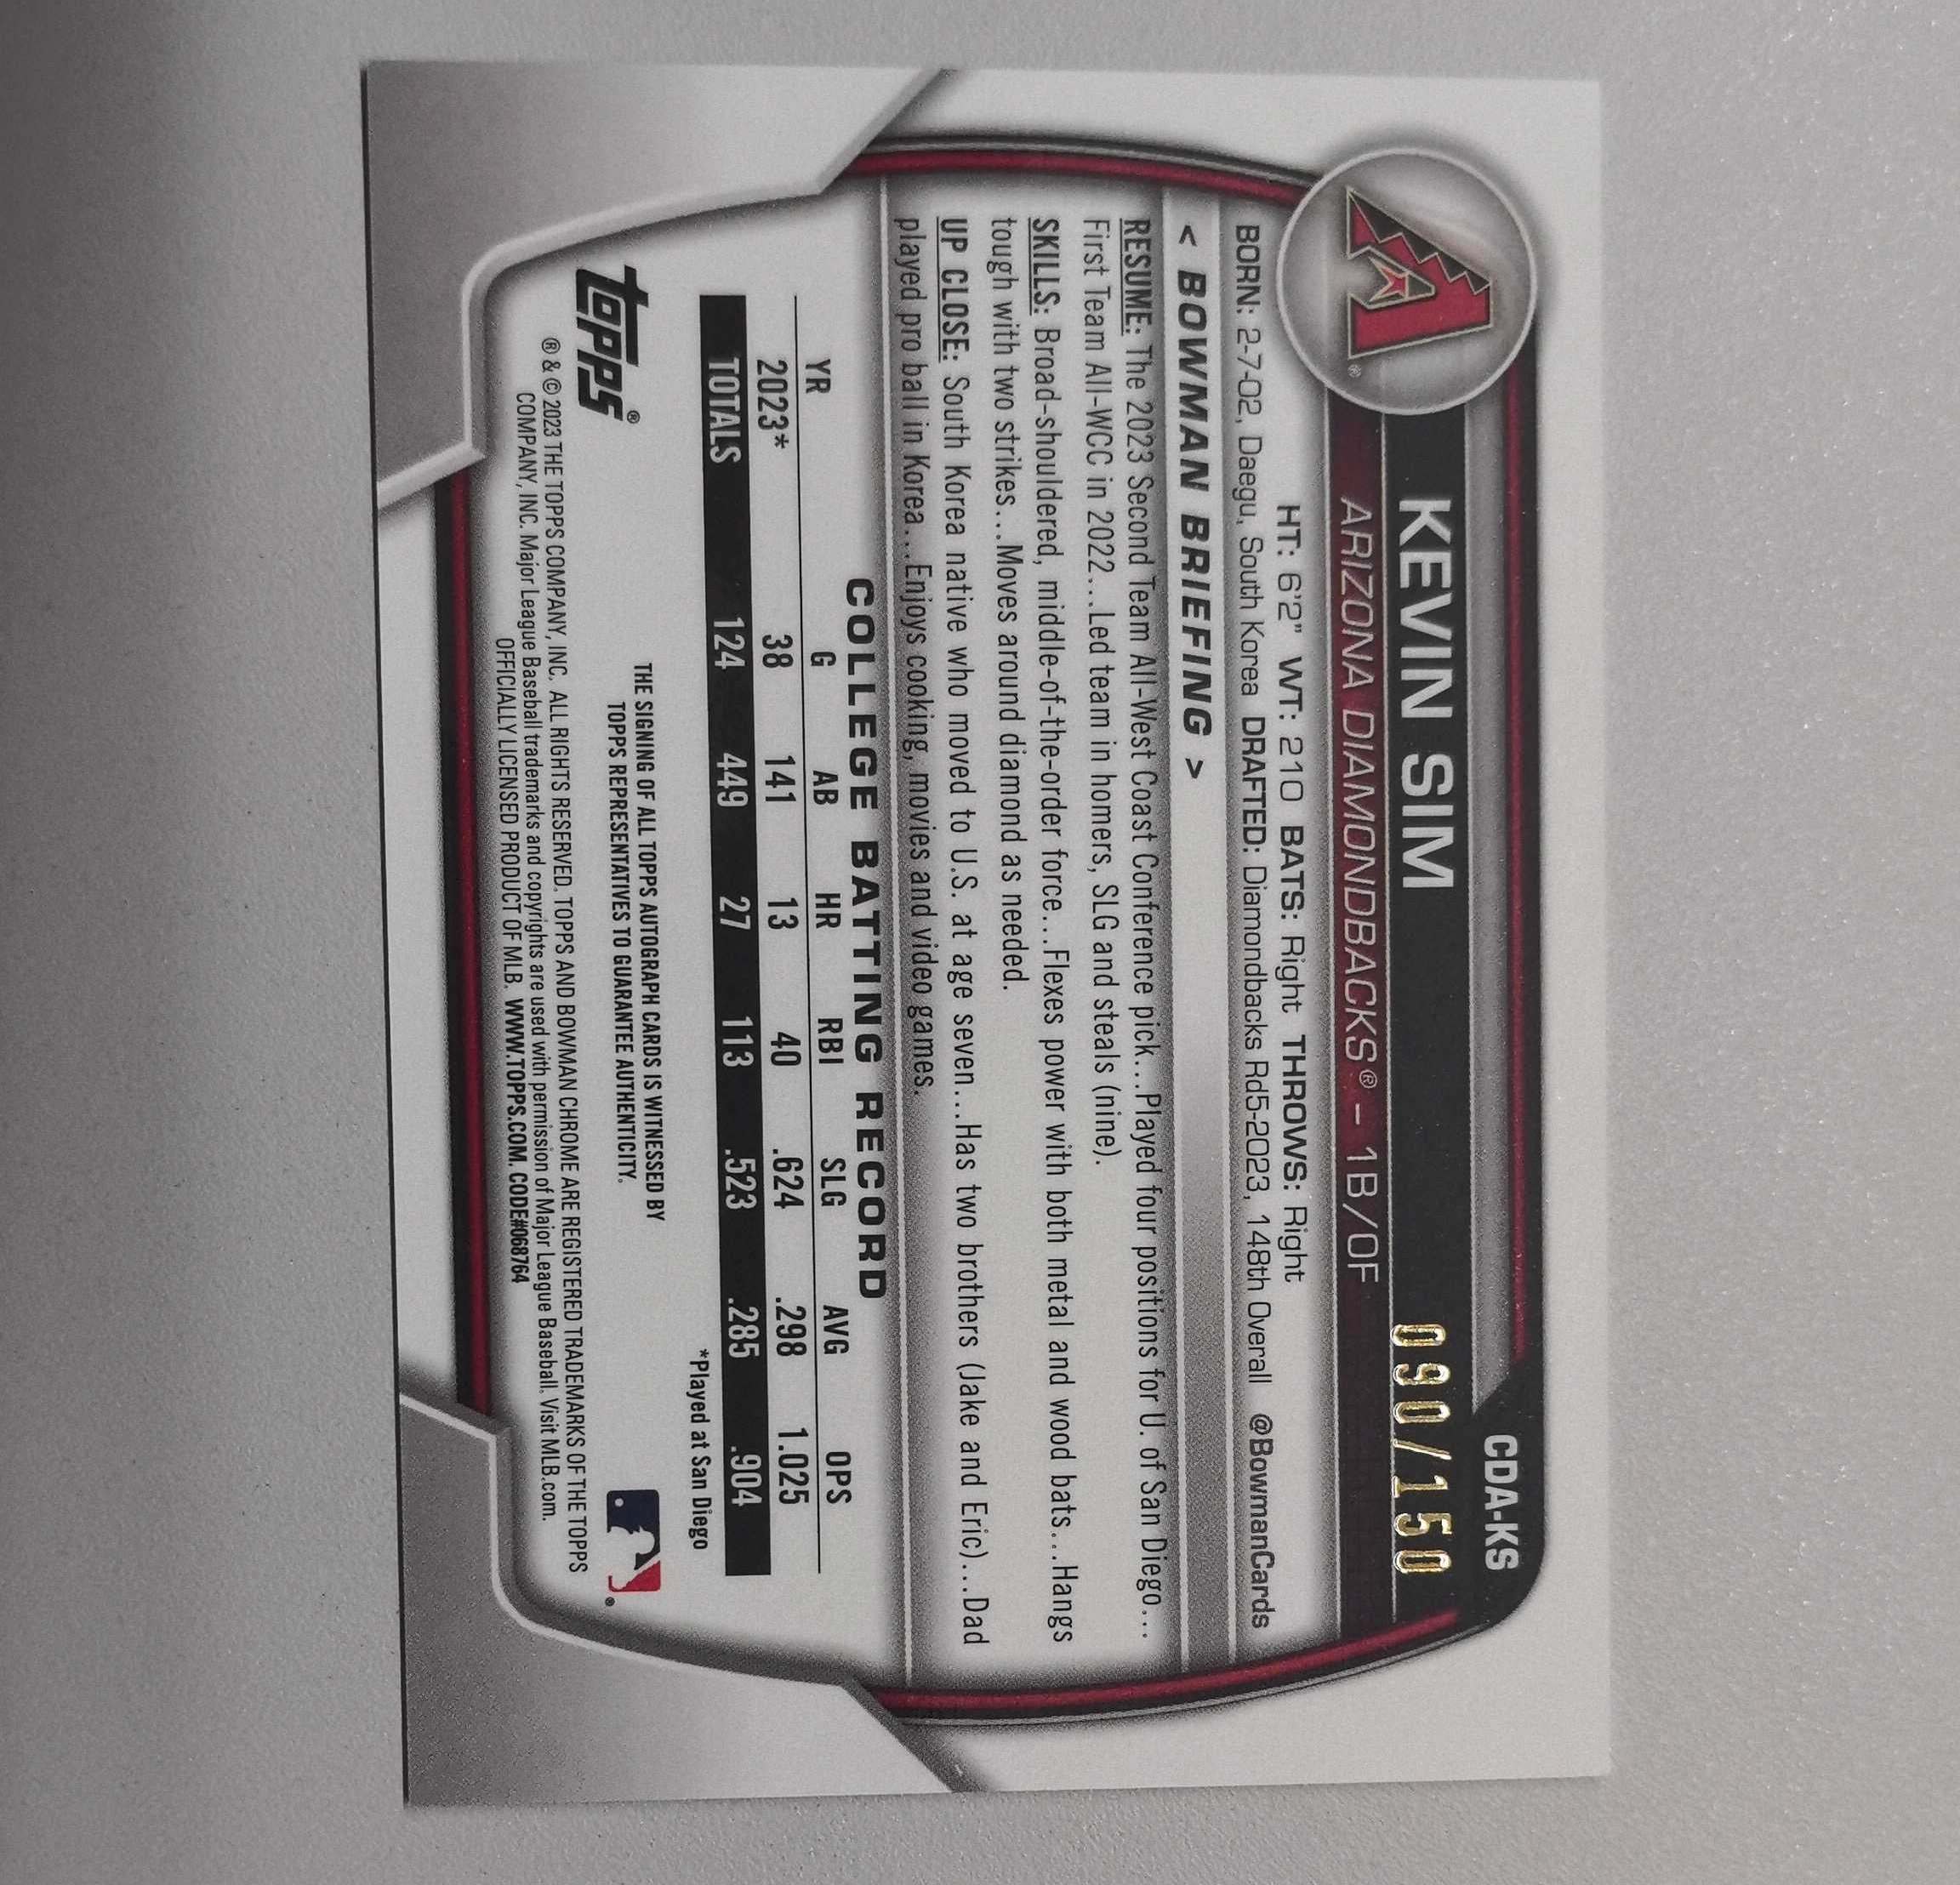 CDA-KS
KEVIN SIM
090/150
ARIZONA DIAMONDBACKS® – 1B/OF
HT: 6'2" WT: 210 BATS: Right THROWS: Right
BORN: 2-7-02, Daegu, South Korea DRAFTED: Diamondbacks Rd5-2023, 148th Overall @BowmanCards
< BOWMAN BRIEFING >
RESUME: The 2023 Second Team All-West Coast Conference pick...Played four positions for U. of San Diego...
First Team All-WCC in 2022...Led team in homers, SLG and steals (nine).
SKILLS: Broad-shouldered, middle-of-the-order force...Flexes power with both metal and wood bats...Hangs
tough with two strikes...Moves around diamond as needed.
UP CLOSE: South Korea native who moved to U.S. at age seven...Has two brothers (Jake and Eric)...Dad
played pro ball in Korea...Enjoys cooking, movies and video games.
COLLEGE BATTING RECORD
YR G AB HR RBI SLG AVG OPS
2023* 38 141 13 40 .624 .298 1.025
TOTALS 124 449 27 113 .523 .285 .904
*Played at San Diego
topps®
THE SIGNING OF ALL TOPPS AUTOGRAPH CARDS IS WITNESSED BY
TOPPS REPRESENTATIVES TO GUARANTEE AUTHENTICITY.
® & © 2023 THE TOPPS COMPANY, INC. ALL RIGHTS RESERVED. TOPPS AND BOWMAN CHROME ARE REGISTERED TRADEMARKS OF THE TOPPS
COMPANY, INC. Major League Baseball trademarks and copyrights are used with permission of Major League Baseball. Visit MLB.com.
OFFICIALLY LICENSED PRODUCT OF MLB. WWW.TOPPS.COM. CODE#068764